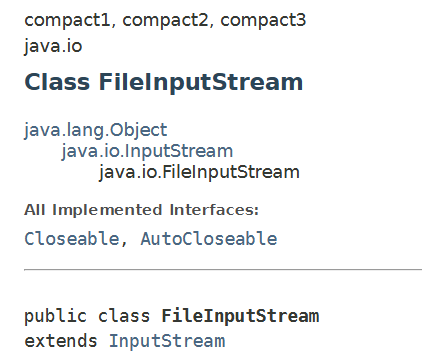 compact1, compact2, compact3
java.io
Class FileInputStream
java.lang.Object
java.io.InputStream
java.io.FileInputStream
All Implemented Interfaces:
Closeable, AutoCloseable
public class FileInputStream
extends InputStream